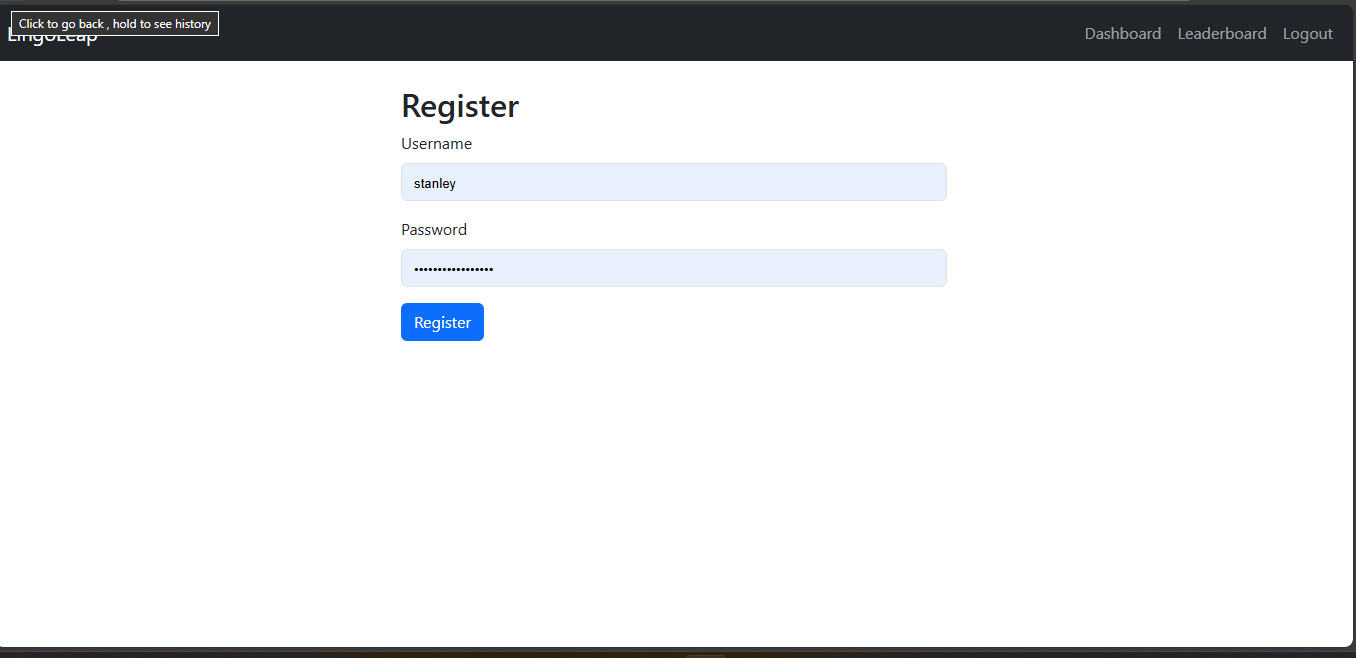 Click to go back , hold to see history
LingoLeap
Dashboard Leaderboard Logout
Register
Username
stanley
Password
•••••••••••••••••
Register